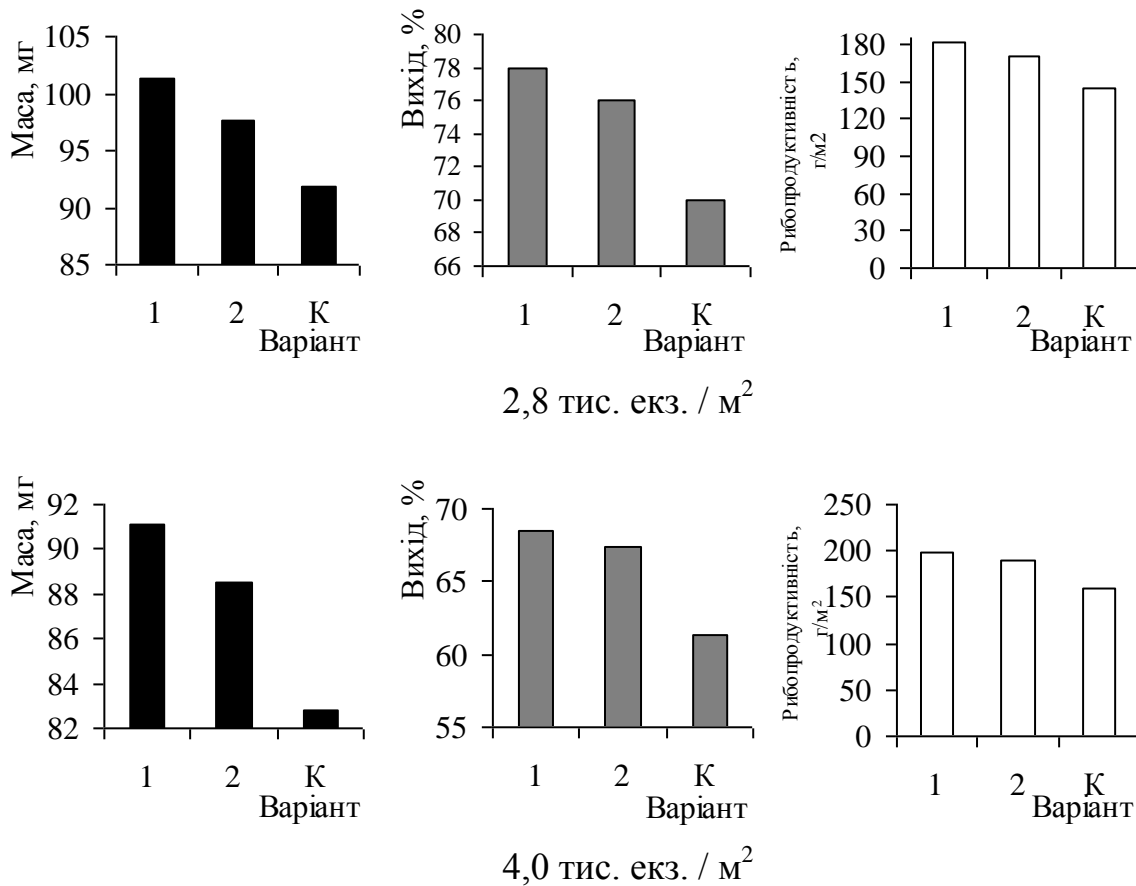 Маса, мг
105
100
95
90
85
1 2 К
Варіант
Вихід, %
80
78
76
74
72
70
68
66
1 2 К
Варіант
Рибопродуктивність,
г/м2
180
150
120
90
60
30
0
1 2 К
Варіант
2,8 тис. екз. / м²
Маса, мг
92
90
88
86
84
82
1 2 К
Варіант
Вихід, %
70
65
60
55
1 2 К
Варіант
Рибопродуктивність,
г/м²
250
200
150
100
50
0
1 2 К
Варіант
4,0 тис. екз. / м²